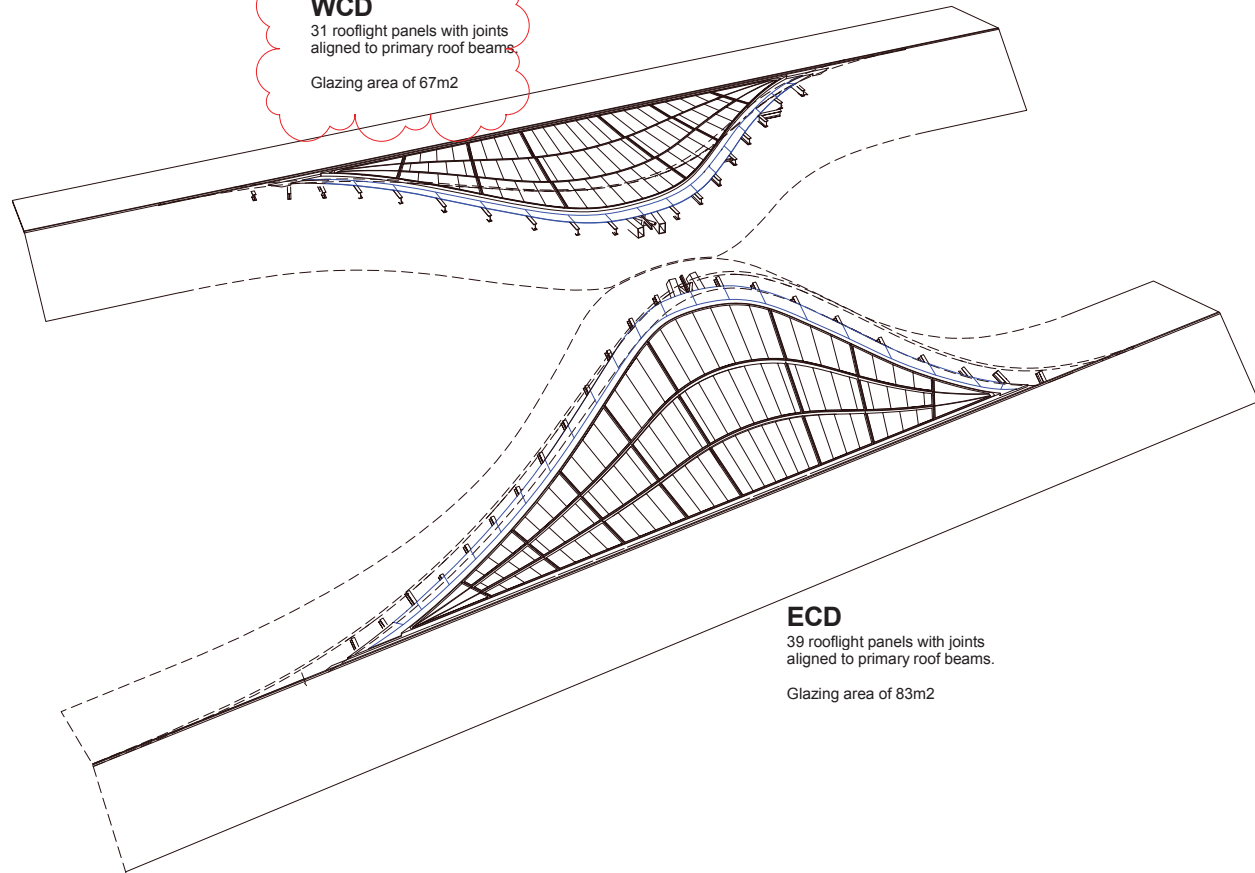 WCD
31 rooflight panels with joints
aligned to primary roof beams.
Glazing area of 67m2
ECD
39 rooflight panels with joints
aligned to primary roof beams.
Glazing area of 83m2